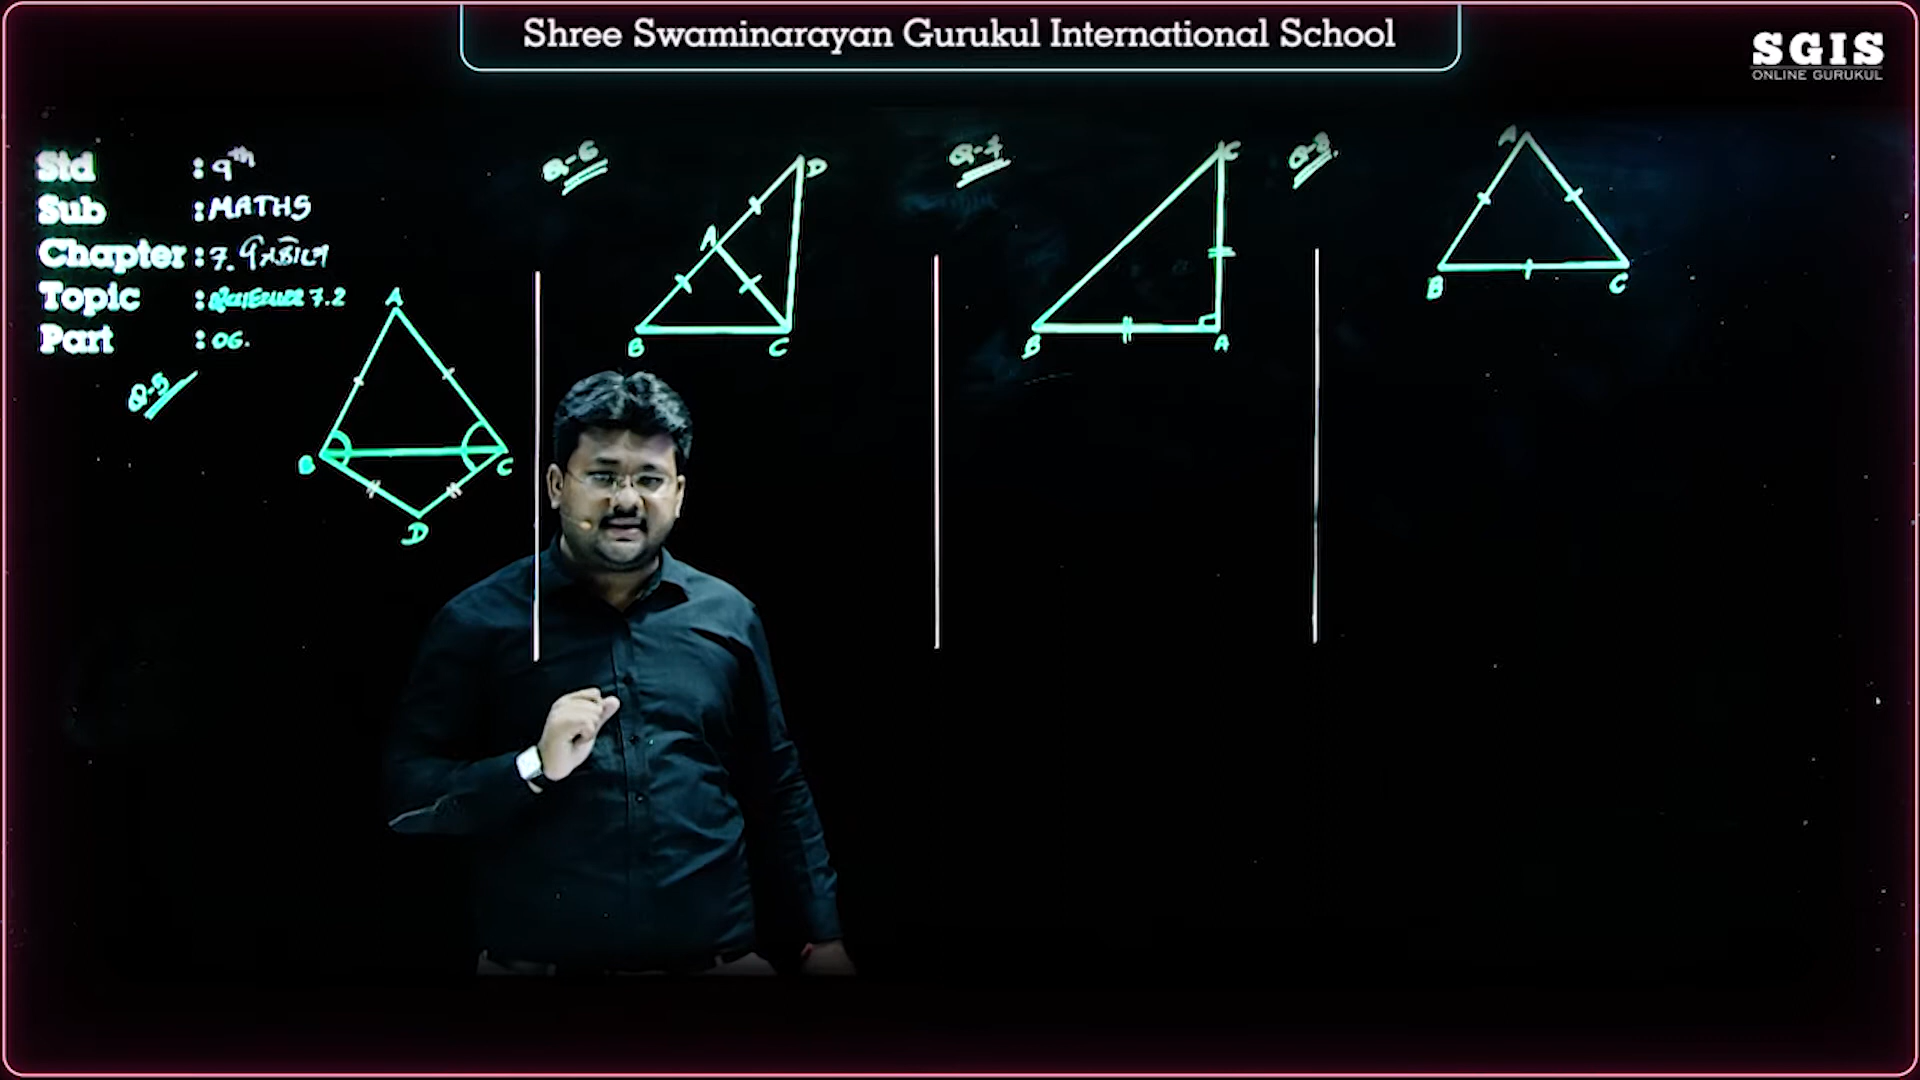 Shree Swaminarayan Gurukul International School
SGIS
ONLINE GURUKUL
Std : 9th
Sub : MATHS
Chapter : 7. ત્રિકોણ
Topic : 7.2
Part : 06.
Q-5
A
B
C
D
Q-6
D
A
B
C
Q-7
C
B
A
Q-8.
A
B
C